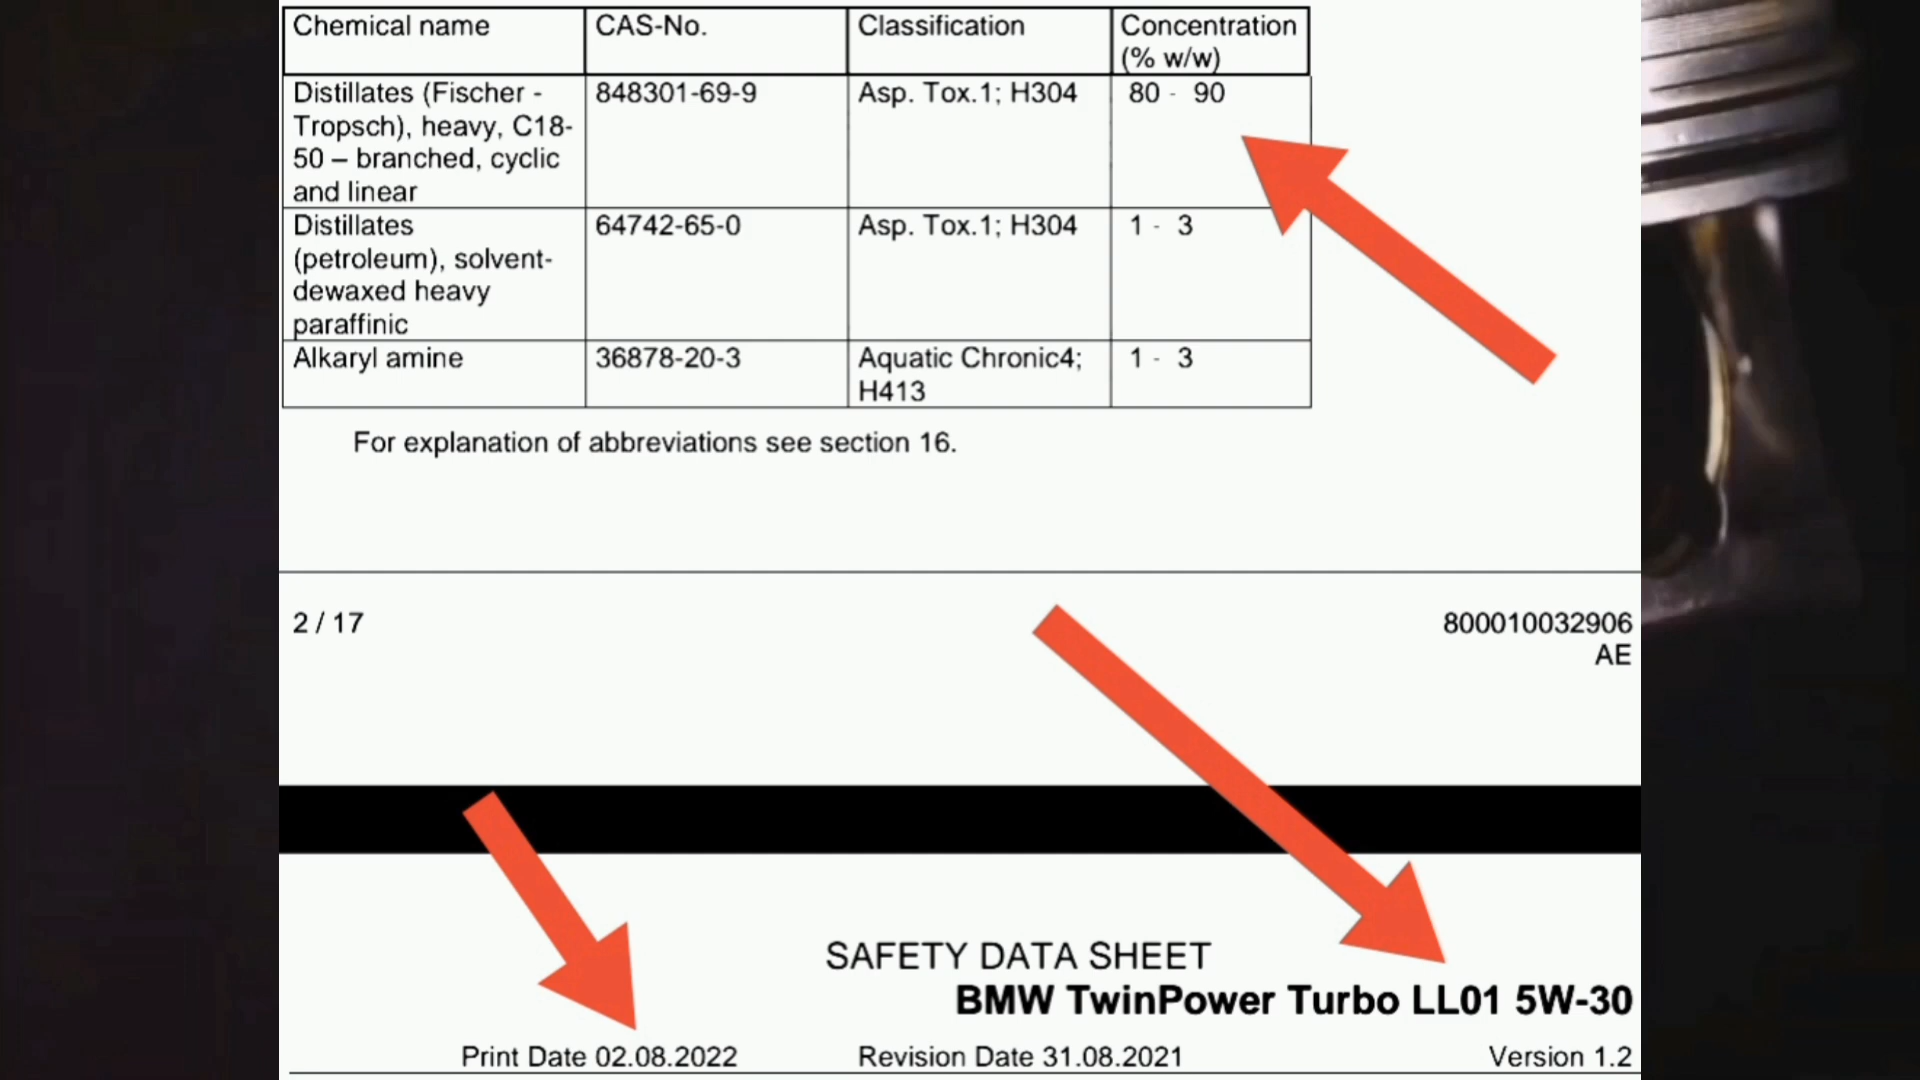 Chemical name CAS-No. Classification Concentration
(% w/w)
Distillates (Fischer - 848301-69-9 Asp. Tox.1; H304 80 - 90
Tropsch), heavy, C18-
50 – branched, cyclic
and linear
Distillates 64742-65-0 Asp. Tox.1; H304 1 - 3
(petroleum), solvent-
dewaxed heavy
paraffinic
Alkaryl amine 36878-20-3 Aquatic Chronic4; 1 - 3
H413
For explanation of abbreviations see section 16.
2 / 17 800010032906
AE
SAFETY DATA SHEET
BMW TwinPower Turbo LL01 5W-30
Print Date 02.08.2022 Revision Date 31.08.2021 Version 1.2